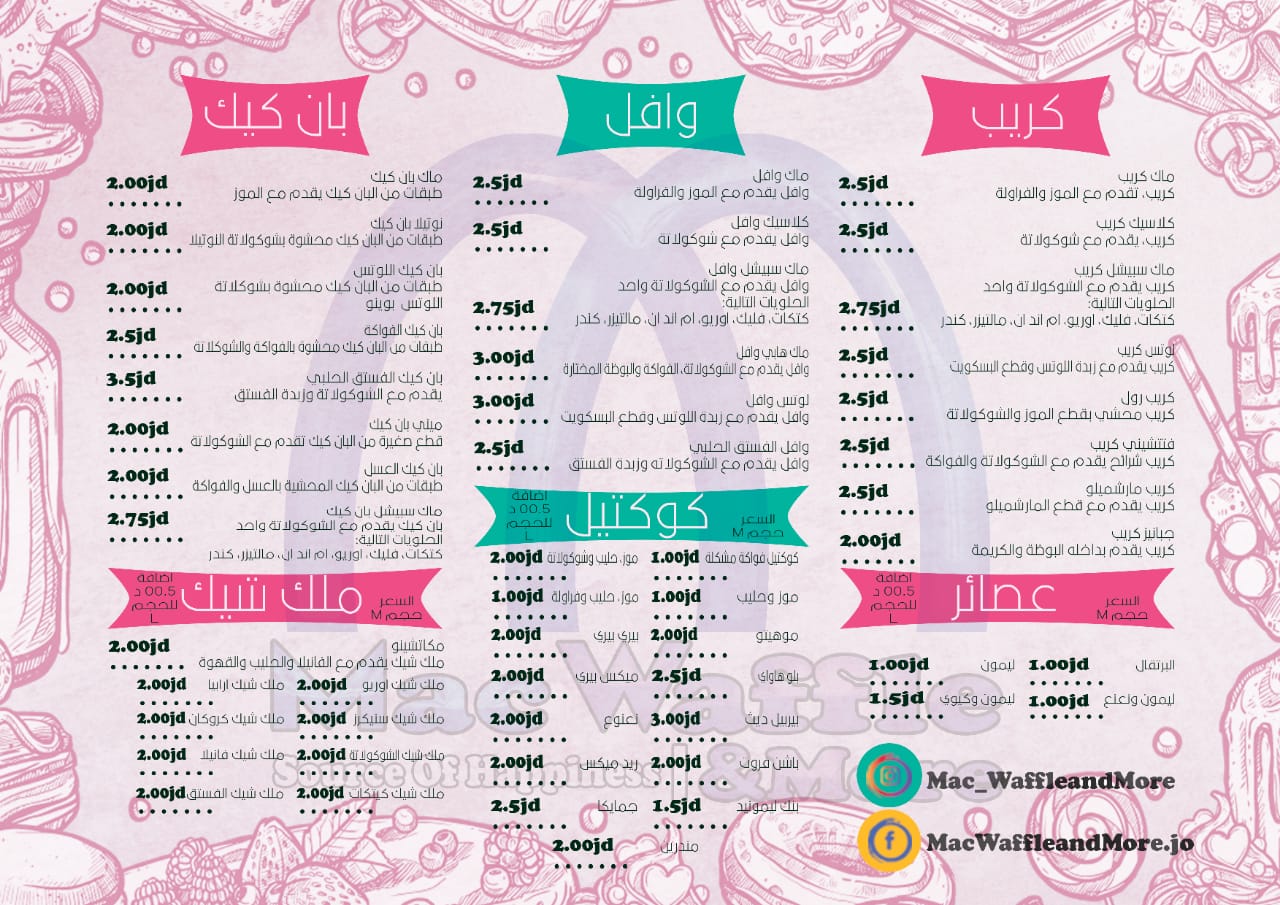 كريب
ماك كريب
2.5jd
كريب، تقدم مع الموز والفراولة
كلاسيك كريب
2.5jd
كريب، يقدم مع شوكولاتة
ماك سبيشل كريب
كريب يقدم مع الشوكولاتة واحد
الحلويات التالية:
2.75jd
كتكات، فليك، اوريو، ام اند ان، مالتيزر، كندر
لوتس كريب
2.5jd
كريب يقدم مع زبدة اللوتس وقطع البسكويت
كريب رول
2.5jd
كريب محشي بقطع الموز والشوكولاتة
فتتشيني كريب
2.5jd
كريب شرائح يقدم مع الشوكولاتة والفواكة
كريب مارشميلو
2.5jd
كريب يقدم مع قطع المارشميلو
جبانيز كريب
2.00jd
كريب يقدم بداخله البوظة والكريمة
عصائر
السعر
حجم M
اضافة
00.5 د
للحجم
L
البرتقال 1.00jd
ليمون 1.00jd
ليمون ونعنع 1.00jd
ليمون وكيوي 1.5jd
Mac_WaffleandMore
MacWaffleandMore.jo
وافل
ماك وافل
2.5jd
وافل يقدم مع الموز والفراولة
كلاسيك وافل
2.5jd
وافل يقدم مع شوكولاتة
ماك سبيشل وافل
وافل يقدم مع الشوكولاتة واحد
الحلويات التالية:
2.75jd
كتكات، فليك، اوريو، ام اند ان، مالتيزر، كندر
ماك هابي وافل
3.00jd
وافل يقدم مع الشوكولاتة، الفواكة والبوظة المختارة
لوتس وافل
3.00jd
وافل يقدم مع زبدة اللوتس وقطع البسكويت
وافل الفستق الحلبي
2.5jd
وافل يقدم مع الشوكولاته وزبدة الفستق
كوكتيل
السعر
حجم M
اضافة
00.5 د
للحجم
L
كوكتيل فواكة مشكلة 1.00jd
موز، حليب وشوكولاتة 2.00jd
موز وحليب 1.00jd
موز، حليب وفراولة 1.00jd
موهيتو 2.00jd
بيري بيري 2.00jd
بلو هاواي 2.5jd
ميكس بيري 2.00jd
بيربيل ديث 3.00jd
نعنوع 2.00jd
باشن فروت 2.00jd
ريد ميكس 2.00jd
بنك ليمونيد 1.5jd
جمايكا 2.5jd
مندرين 2.00jd
بان كيك
ماك بان كيك
2.00jd
طبقات من البان كيك يقدم مع الموز
نوتيلا بان كيك
2.00jd
طبقات من البان كيك محشوة بشوكولاتة النوتيلا
بان كيك اللوتس
طبقات من البان كيك محشوة بشوكلاتة
2.00jd
اللوتس بوينو
بان كيك الفواكة
2.5jd
طبقات من البان كيك محشوة بالفواكة والشوكلاتة
بان كيك الفستق الحلبي
3.5jd
يقدم مع الشوكولاتة وزبدة الفستق
ميني بان كيك
2.00jd
قطع صغيرة من البان كيك تقدم مع الشوكولاتة
بان كيك العسل
2.00jd
طبقات من البان كيك المحشية بالعسل والفواكة
ماك سبيشل بان كيك
2.75jd
بان كيك يقدم مع الشوكولاتة واحد
الحلويات التالية:
كتكات، فليك، اوريو، ام اند ان، مالتيزر، كندر
ملك شيك
السعر
حجم M
اضافة
00.5 د
للحجم
L
مكاتشينو
2.00jd
ملك شيك يقدم مع الفانيلا والحليب والقهوة
ملك شيك اوريو 2.00jd
ملك شيك ارابيا 2.00jd
ملك شيك سنيكرز 2.00jd
ملك شيك كروكان 2.00jd
ملك شيك الشوكولاتة 2.00jd
ملك شيك فانيلا 2.00jd
ملك شيك كيتكات 2.00jd
ملك شيك الفستق 2.00jd
Mac Waffle
&More
Source Of Happiness